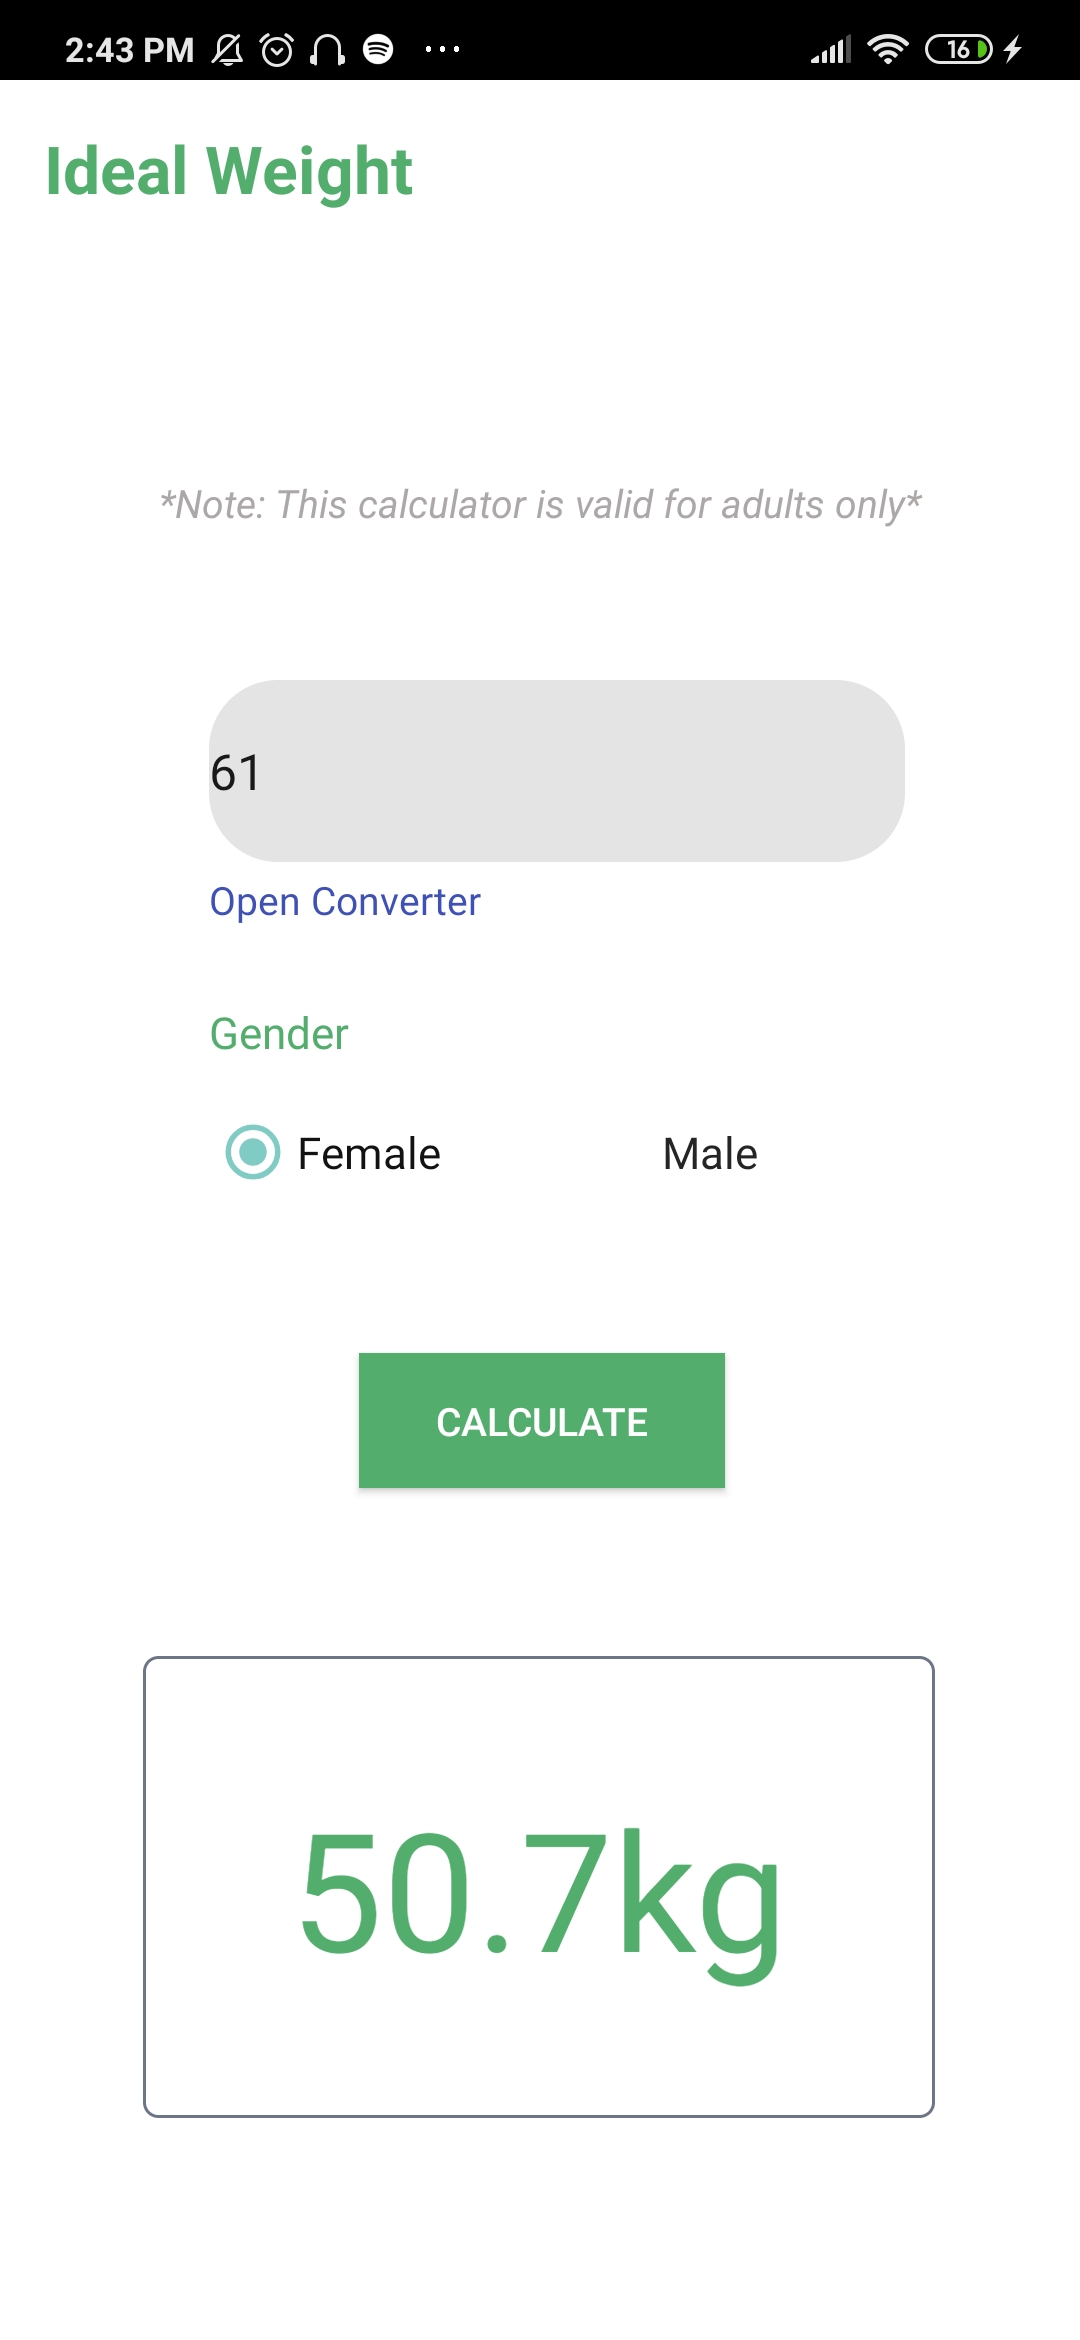 2:43 PM ... 16
Ideal Weight
*Note: This calculator is valid for adults only*
61
Open Converter
Gender
Female Male
CALCULATE
50.7kg